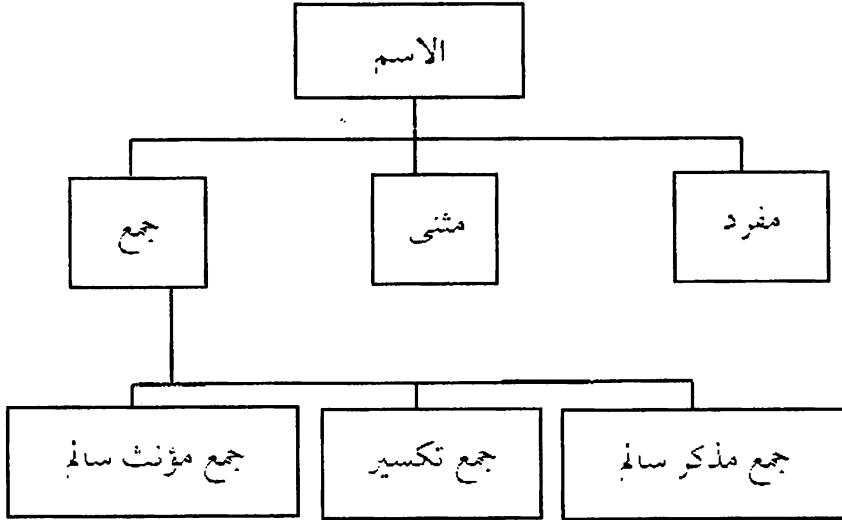 الاسم
مفرد
مثنى
جمع
جمع مذكر سالم
جمع تكسير
جمع مؤنث سالم